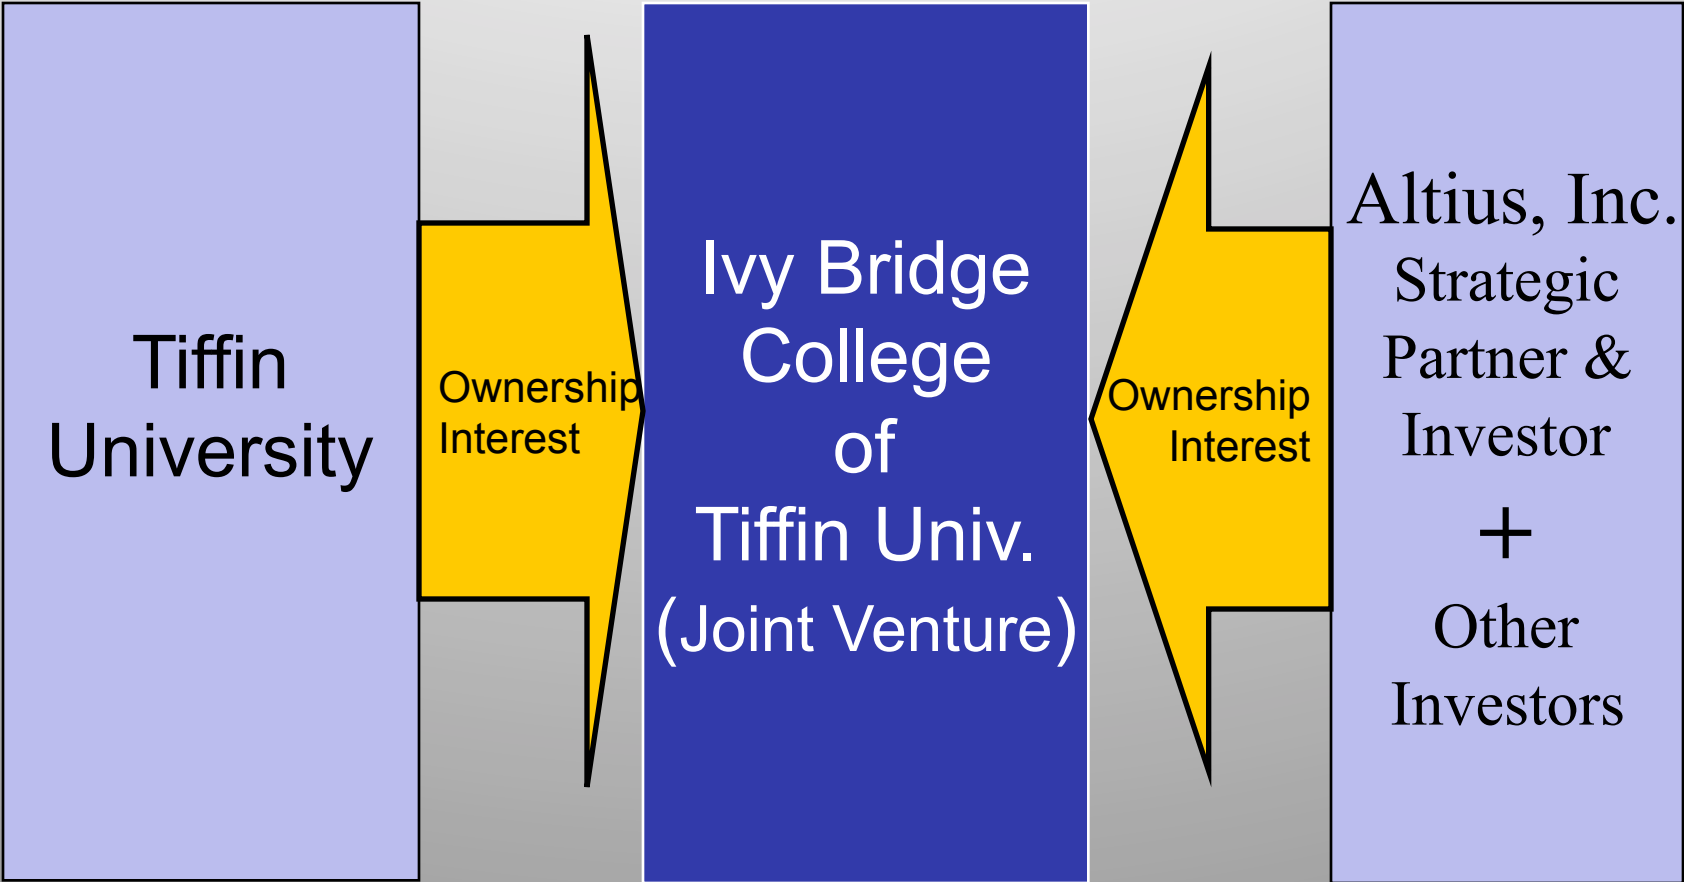 Tiffin
University
Ownership
Interest
Ivy Bridge
College
of
Tiffin Univ.
(Joint Venture)
Ownership
Interest
Altius, Inc.
Strategic
Partner &
Investor
+
Other
Investors